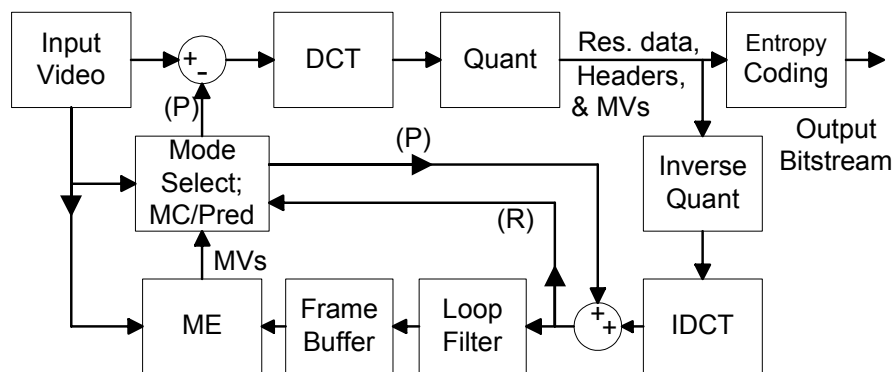 Input
Video
+
-
DCT
Quant
Res. data,
Headers,
& MVs
Entropy
Coding
Output
Bitstream
(P)
Mode
Select;
MC/Pred
(P)
(R)
Inverse
Quant
MVs
ME
Frame
Buffer
Loop
Filter
+
+
IDCT